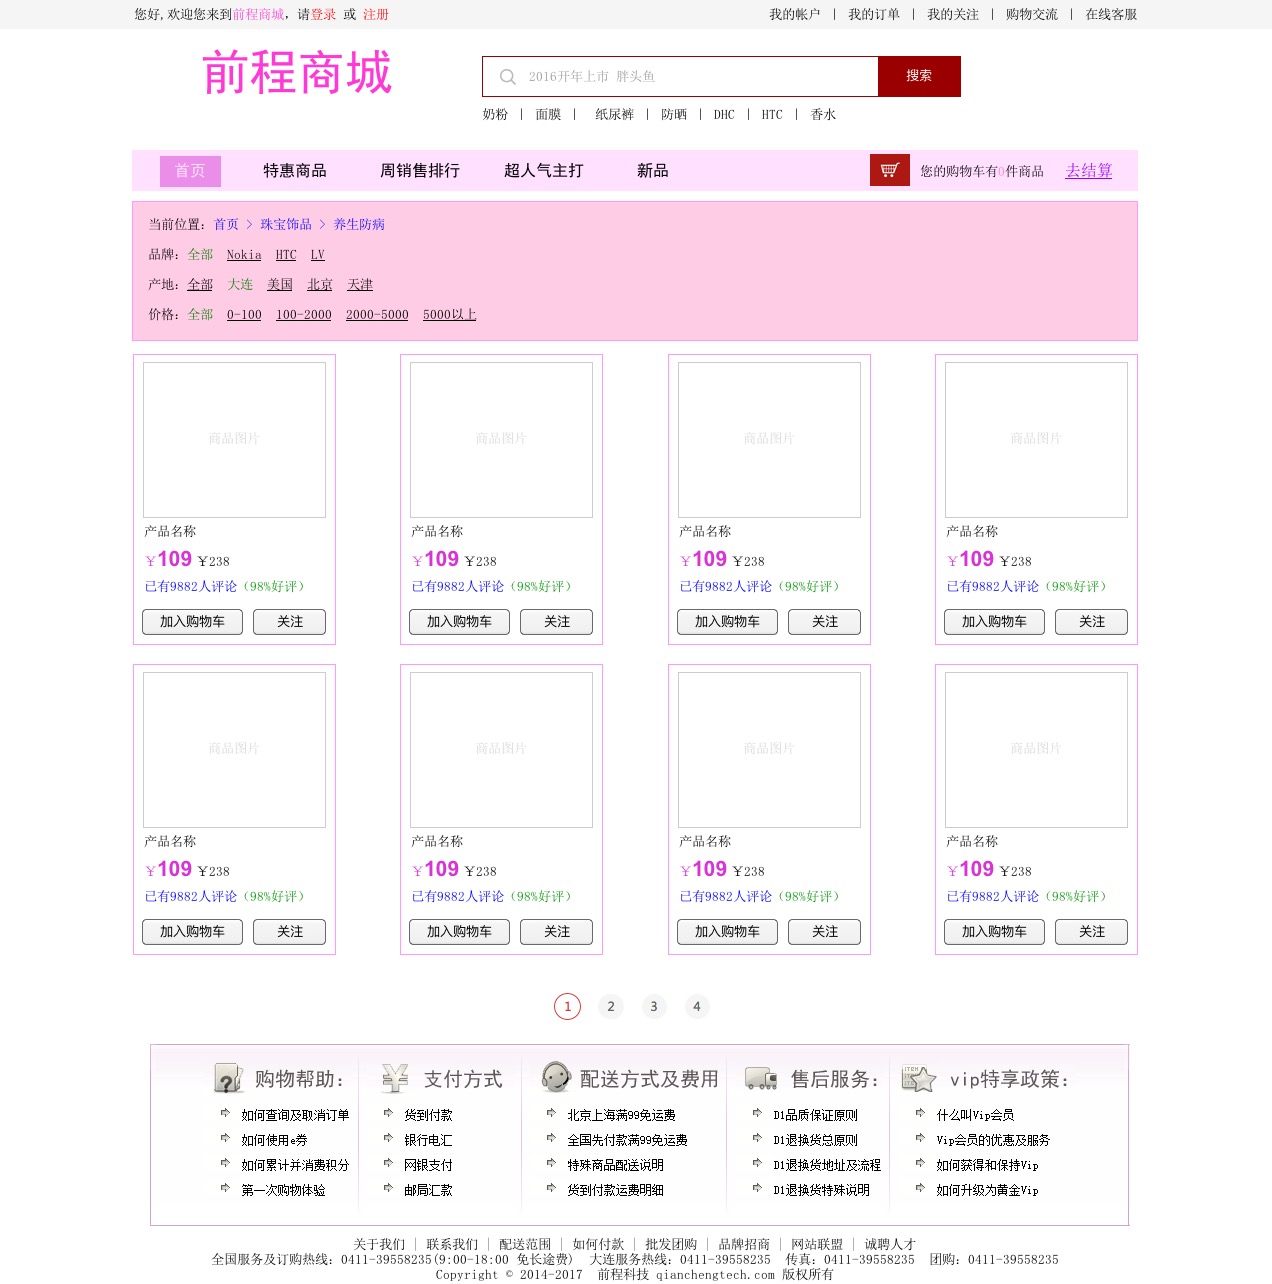 您好,欢迎您来到前程商城，请登录 或 注册
我的帐户 | 我的订单 | 我的关注 | 购物交流 | 在线客服
前程商城
2016开年上市 胖头鱼
搜索
奶粉 | 面膜 | 纸尿裤 | 防晒 | DHC | HTC | 香水
首页 特惠商品 周销售排行 超人气主打 新品
您的购物车有0件商品 去结算
当前位置：首页 > 珠宝饰品 > 养生防病
品牌：全部 Nokia HTC LV
产地：全部 大连 美国 北京 天津
价格：全部 0-100 100-2000 2000-5000 5000以上
商品图片 商品图片 商品图片 商品图片
产品名称 产品名称 产品名称 产品名称
￥109 ￥238 ￥109 ￥238 ￥109 ￥238 ￥109 ￥238
已有9882人评论（98%好评） 已有9882人评论（98%好评） 已有9882人评论（98%好评） 已有9882人评论（98%好评）
加入购物车 关注 加入购物车 关注 加入购物车 关注 加入购物车 关注
商品图片 商品图片 商品图片 商品图片
产品名称 产品名称 产品名称 产品名称
￥109 ￥238 ￥109 ￥238 ￥109 ￥238 ￥109 ￥238
已有9882人评论（98%好评） 已有9882人评论（98%好评） 已有9882人评论（98%好评） 已有9882人评论（98%好评）
加入购物车 关注 加入购物车 关注 加入购物车 关注 加入购物车 关注
1 2 3 4
购物帮助：
如何查询及取消订单
如何使用e券
如何累计并消费积分
第一次购物体验
支付方式
货到付款
银行电汇
网银支付
邮局汇款
配送方式及费用
北京上海满99免运费
全国先付款满99免运费
特殊商品配送说明
货到付款运费明细
售后服务：
D1品质保证原则
D1退换货总原则
D1退换货地址及流程
D1退换货特殊说明
ITEM
vip特享政策：
什么叫Vip会员
Vip会员的优惠及服务
如何获得和保持Vip
如何升级为黄金Vip
关于我们 | 联系我们 | 配送范围 | 如何付款 | 批发团购 | 品牌招商 | 网站联盟 | 诚聘人才
全国服务及订购热线：0411-39558235(9:00-18:00 免长途费） 大连服务热线：0411-39558235 传真：0411-39558235 团购：0411-39558235
Copyright © 2014-2017 前程科技 qianchengtech.com 版权所有